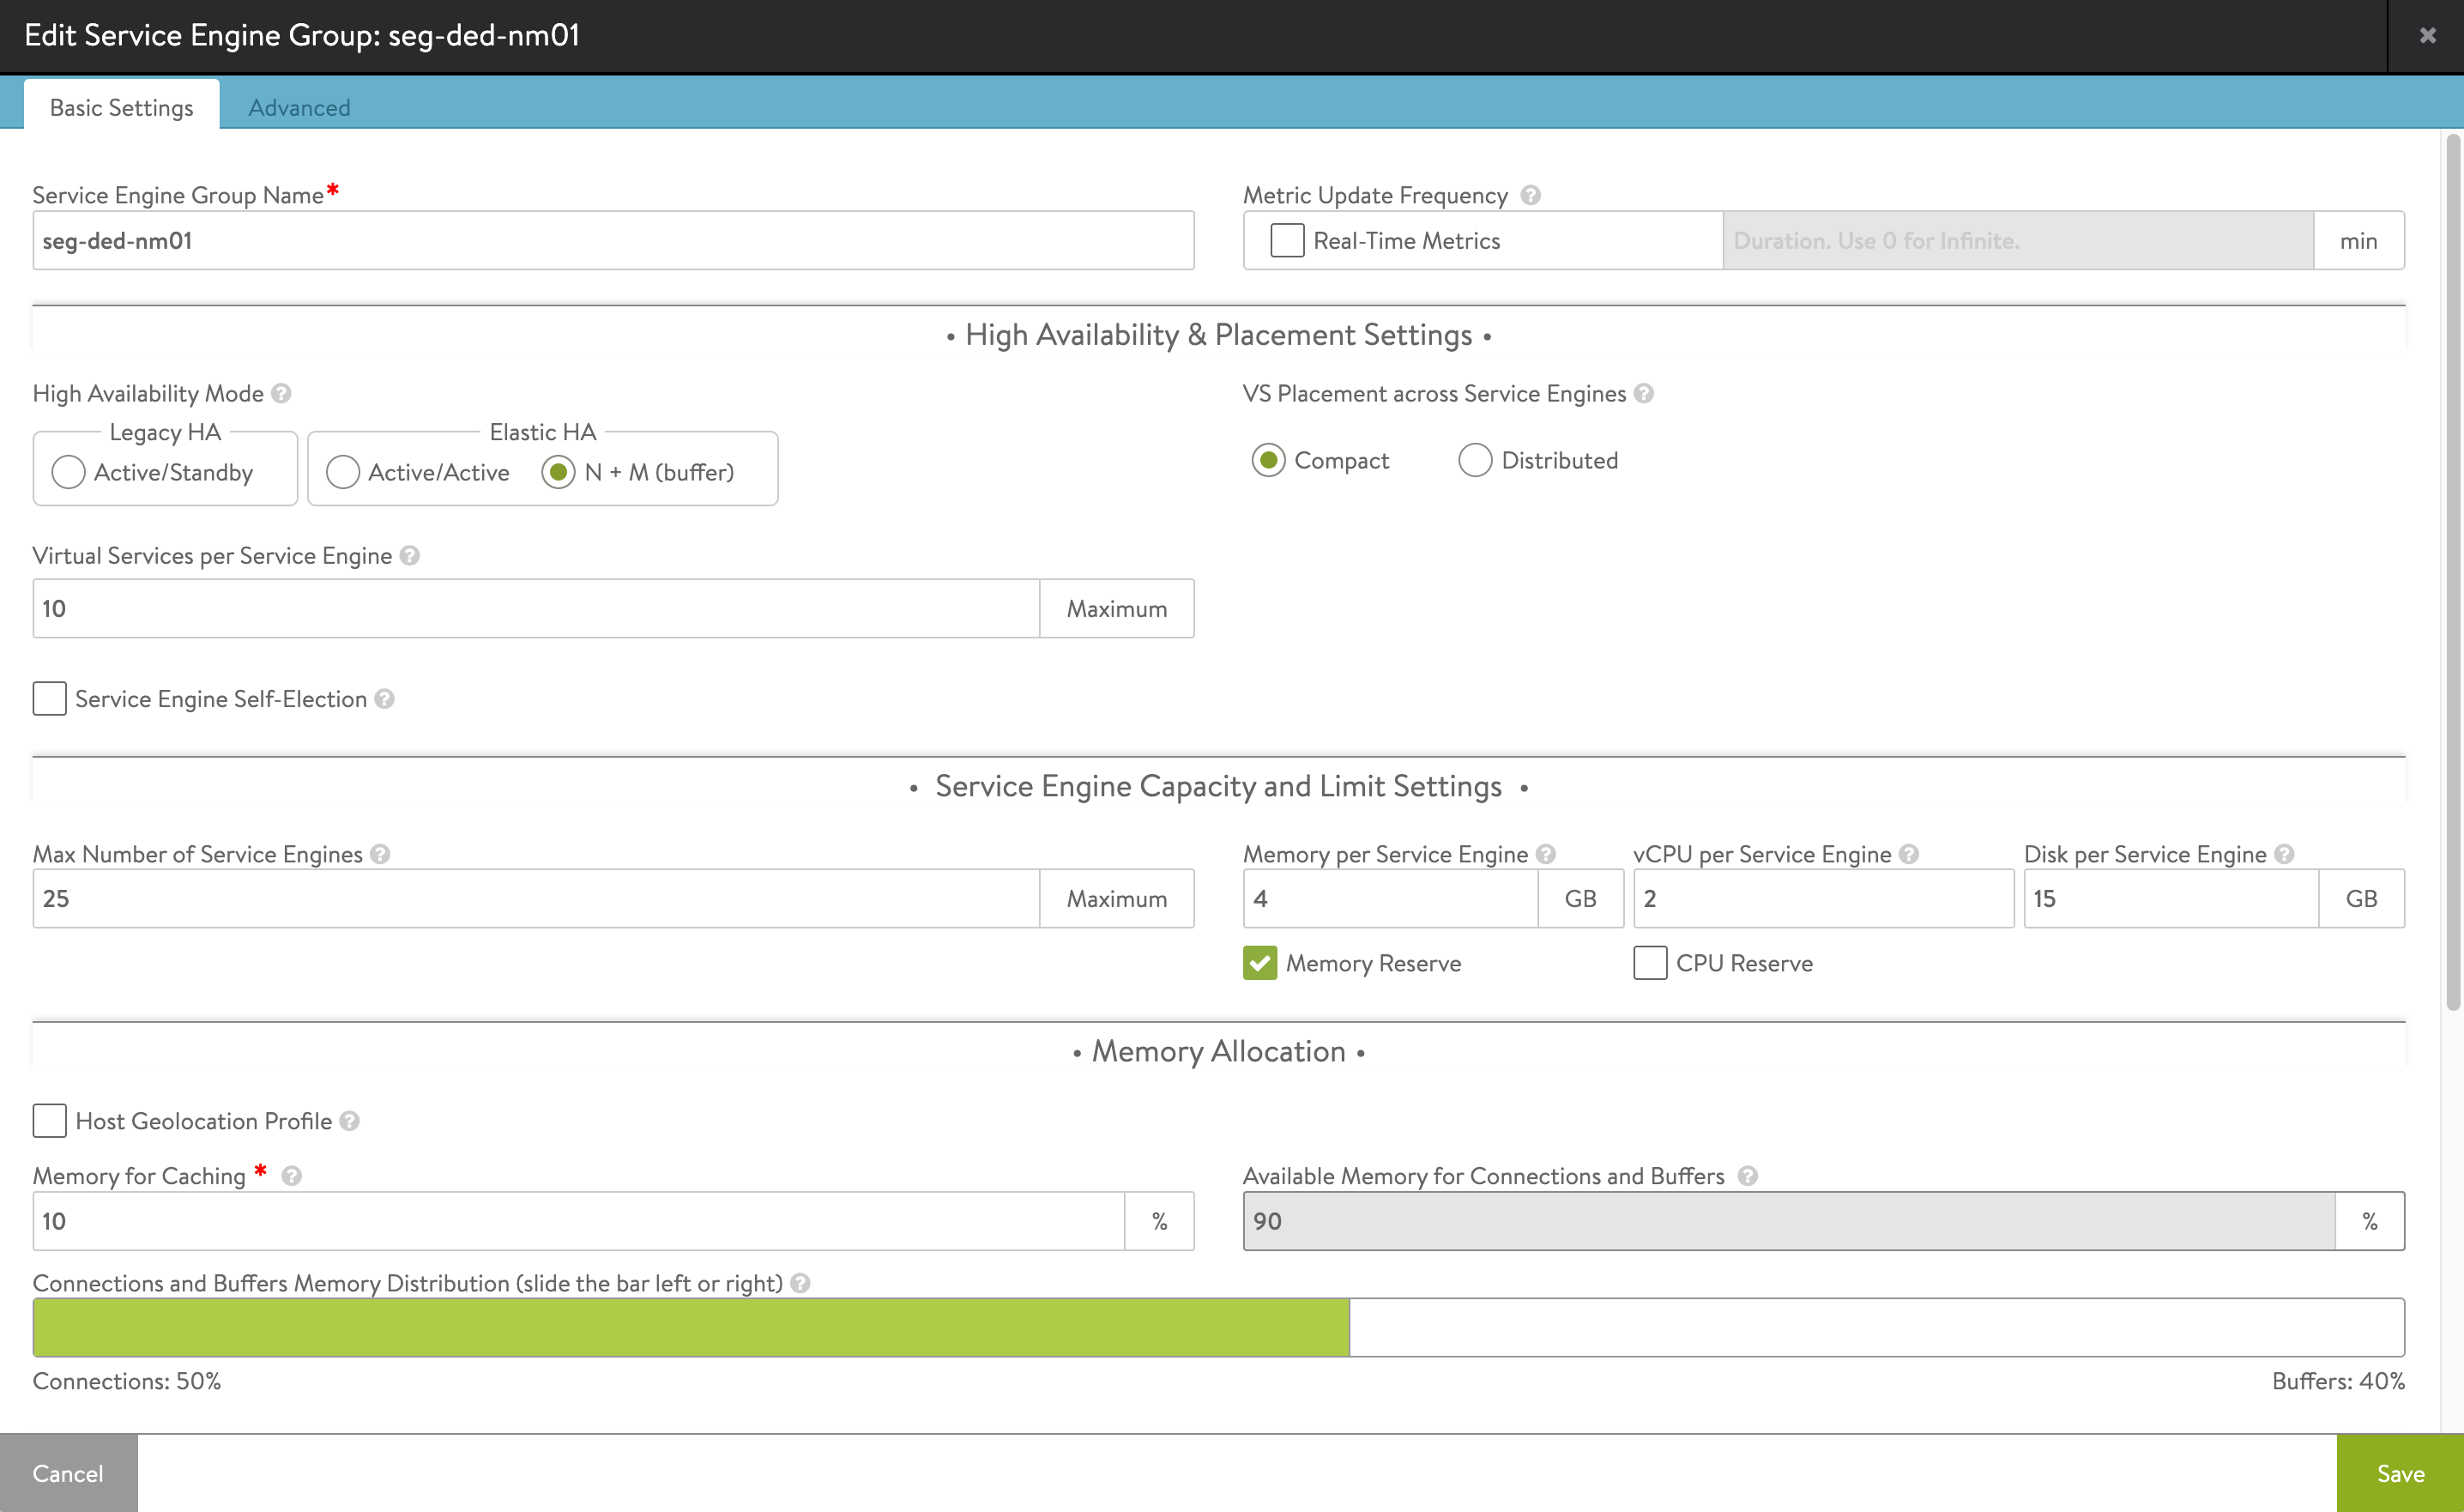 Edit Service Engine Group: seg-ded-nm01
Basic Settings
Advanced
Service Engine Group Name*
seg-ded-nm01
Metric Update Frequency
Real-Time Metrics
Duration. Use 0 for Infinite.
min
• High Availability & Placement Settings •
High Availability Mode
Legacy HA
Active/Standby
Elastic HA
Active/Active
N + M (buffer)
VS Placement across Service Engines
Compact
Distributed
Virtual Services per Service Engine
10
Maximum
Service Engine Self-Election
• Service Engine Capacity and Limit Settings •
Max Number of Service Engines
25
Maximum
Memory per Service Engine
4
GB
Memory Reserve
vCPU per Service Engine
2
CPU Reserve
Disk per Service Engine
15
GB
• Memory Allocation •
Host Geolocation Profile
Memory for Caching *
10
%
Available Memory for Connections and Buffers
90
%
Connections and Buffers Memory Distribution (slide the bar left or right)
Connections: 50%
Buffers: 40%
Cancel
Save